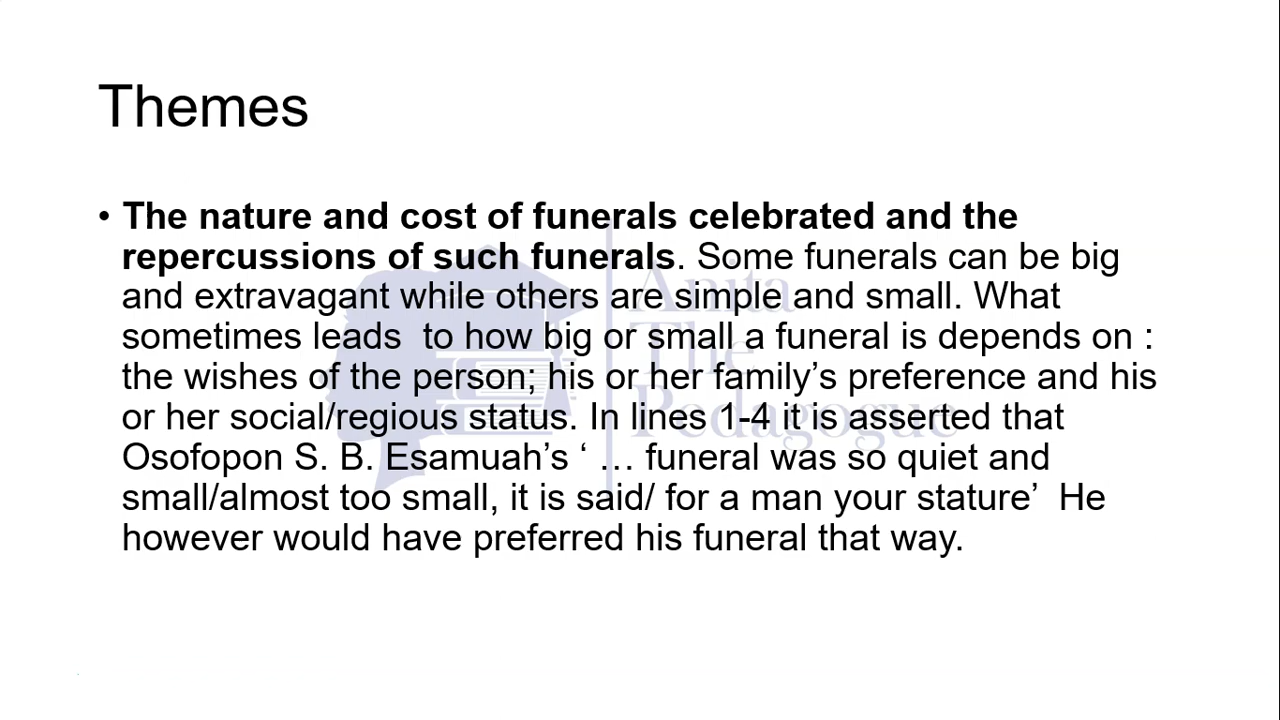 Themes
• The nature and cost of funerals celebrated and the
repercussions of such funerals. Some funerals can be big
and extravagant while others are simple and small. What
sometimes leads  to how big or small a funeral is depends on :
the wishes of the person; his or her family’s preference and his
or her social/regious status. In lines 1-4 it is asserted that
Osofopon S. B. Esamuah’s ‘ … funeral was so quiet and
small/almost too small, it is said/ for a man your stature’  He
however would have preferred his funeral that way.
Anita
The
Pedagogue